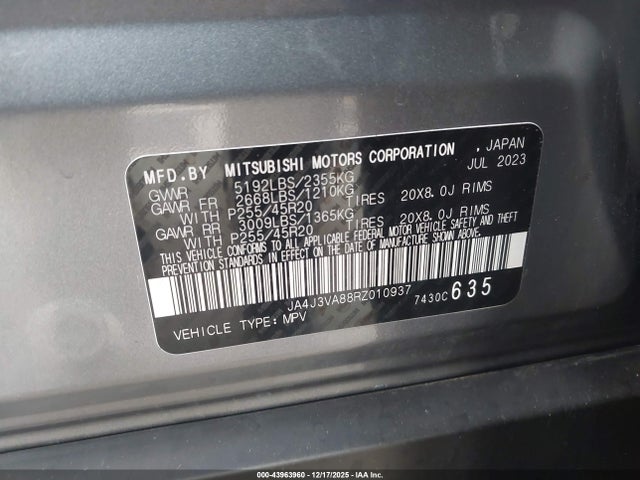 MFD.BY MITSUBISHI MOTORS CORPORATION , JAPAN
JUL 2023
GVWR 5192LBS/2355KG
GAWR FR 2668LBS/1210KG
WITH P255/45R20 TIRES 20X8.0J RIMS
GAWR RR 3009LBS/1365KG
WITH P255/45R20 TIRES 20X8.0J RIMS
THIS VEHICLE CONFORMS TO ALL APPLICABLE FEDERAL MOTOR VEHICLE SAFETY AND THEFT
PREVENTION STANDARDS IN EFFECT ON THE DATE OF MANUFACTURE SHOWN ABOVE.
JA4J3VA88RZ010937 7430C 635
VEHICLE TYPE: MPV
000-43963960 - 12/17/2025 - IAA Inc.